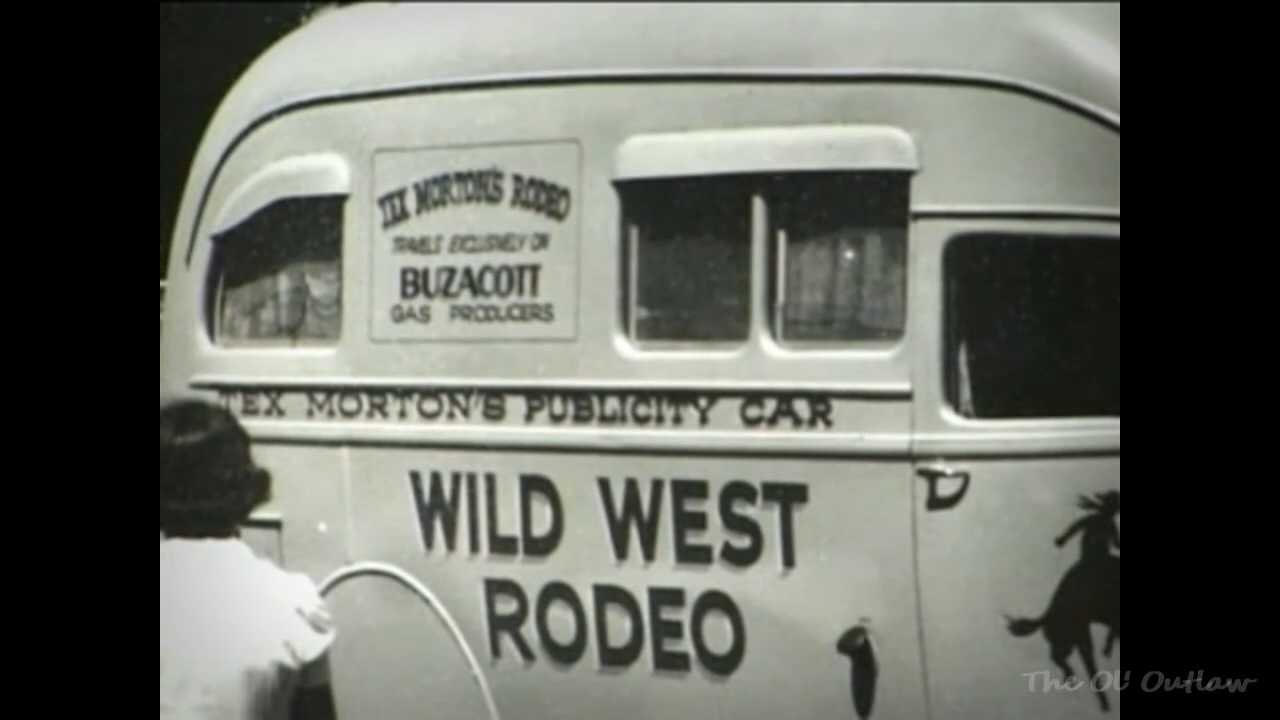 TEX MORTON'S RODEO
TRAVELS EXCLUSIVELY ON
BUZACOTT
GAS PRODUCERS
TEX MORTON'S PUBLICITY CAR
WILD WEST
RODEO
The Ol' Outlaw